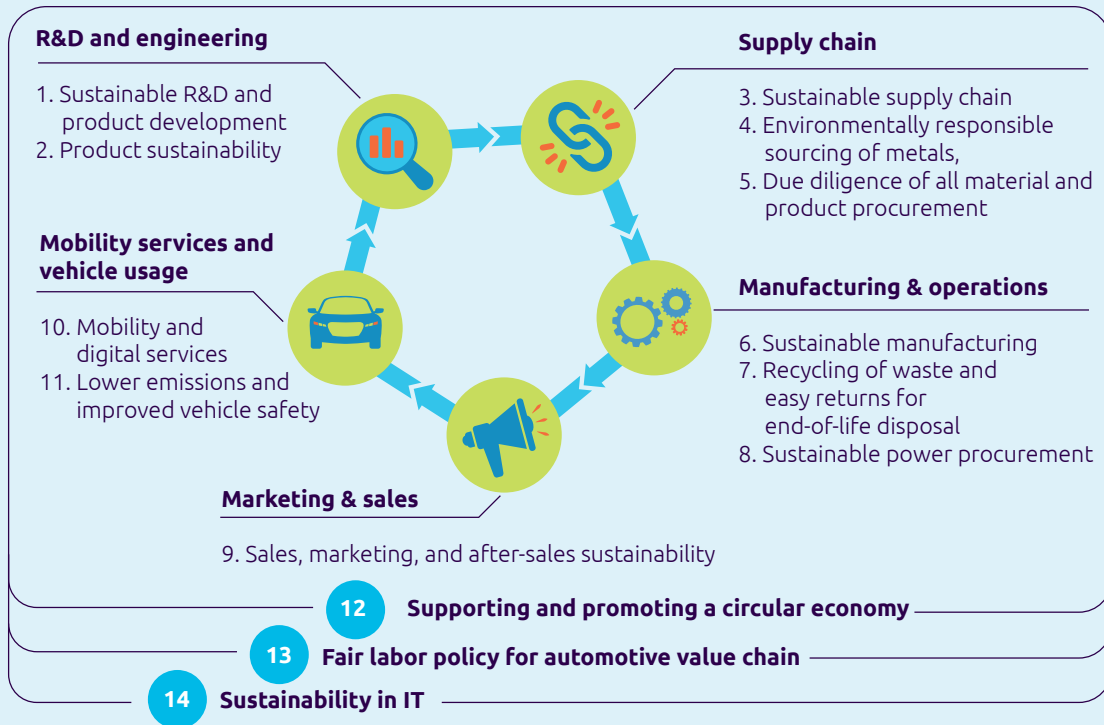 R&D and engineering
1. Sustainable R&D and
product development
2. Product sustainability
Supply chain
3. Sustainable supply chain
4. Environmentally responsible
sourcing of metals,
5. Due diligence of all material and
product procurement
Mobility services and
vehicle usage
10. Mobility and
digital services
11. Lower emissions and
improved vehicle safety
Manufacturing & operations
6. Sustainable manufacturing
7. Recycling of waste and
easy returns for
end-of-life disposal
8. Sustainable power procurement
Marketing & sales
9. Sales, marketing, and after-sales sustainability
12 Supporting and promoting a circular economy
13 Fair labor policy for automotive value chain
14 Sustainability in IT